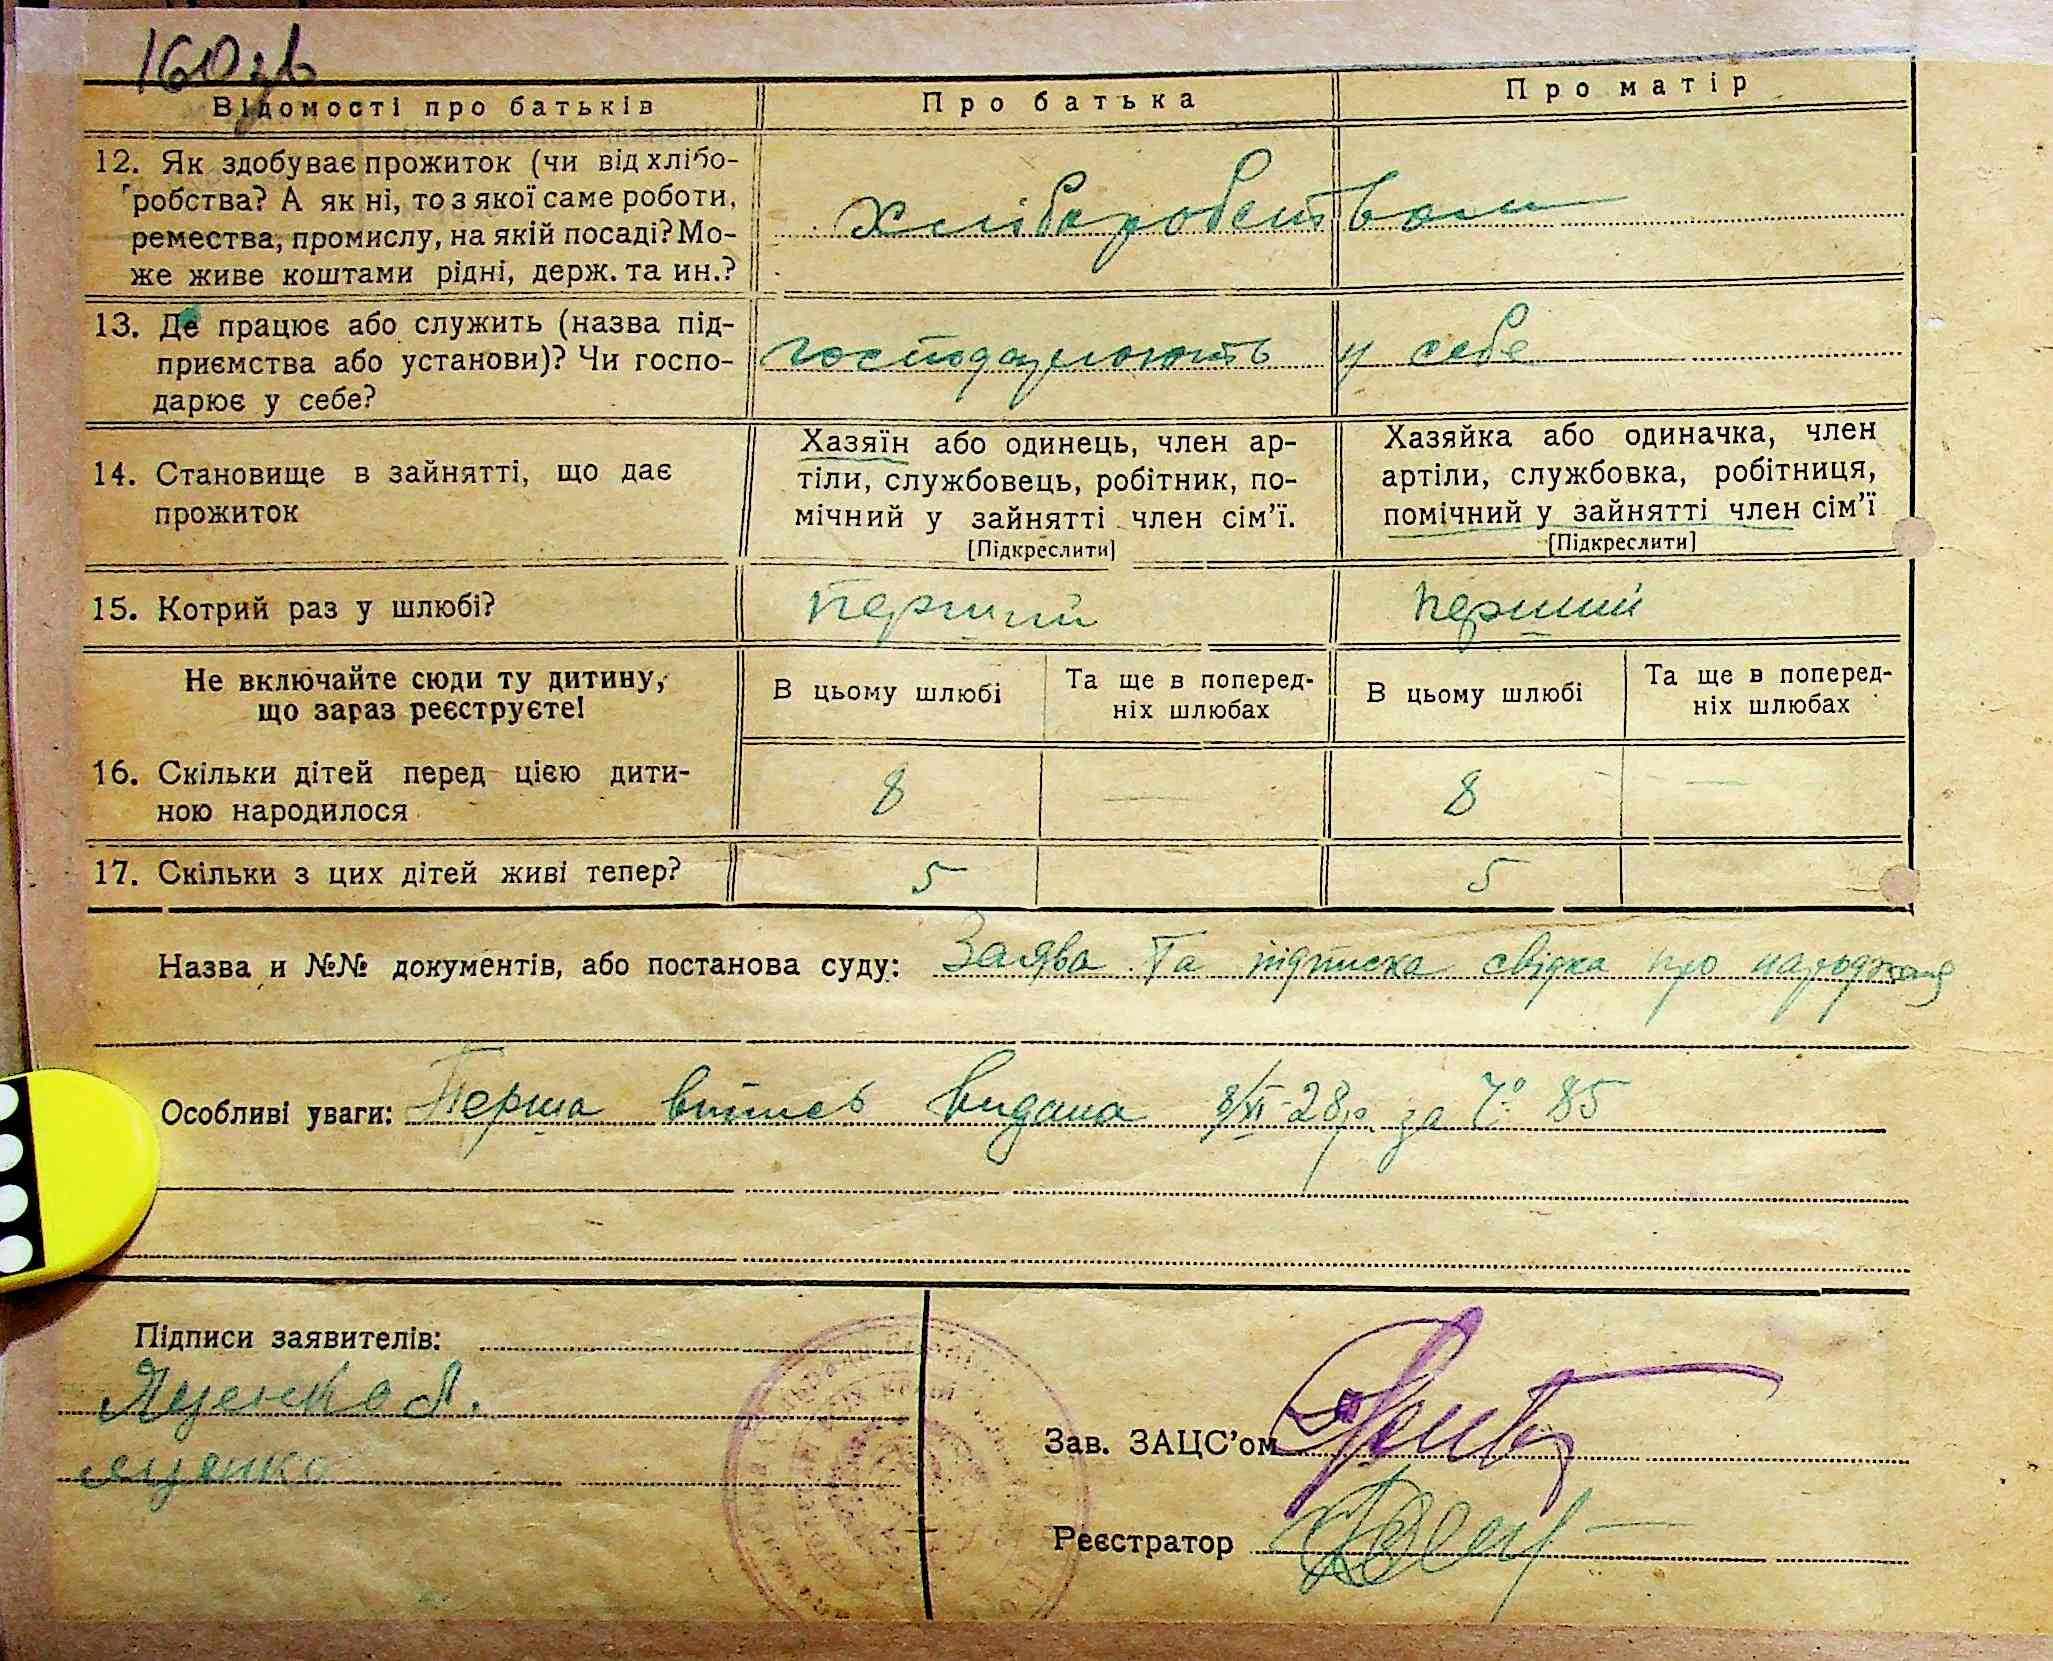 160 зв
Відомості про батьків
Про батька
Про матір
12. Як здобуває прожиток (чи від хлібо-
робства? А як ні, то з якої саме роботи,
ремества, промислу, на якій посаді? Мо-
же живе коштами рідні, держ. та ин.?
хліборобством
13. Де працює або служить (назва під-
приємства або установи)? Чи госпо-
дарює у себе?
господарюють у себе
14. Становище в зайнятті, що дає
прожиток
Хазяїн або одинець, член ар-
тіли, службовець, робітник, по-
мічний у зайнятті член сім'ї.
[Підкреслити]
Хазяйка або одиначка, член
артіли, службовка, робітниця,
помічний у зайнятті член сім'ї
[Підкреслити]
15. Котрий раз у шлюбі?
Перший
перший
Не включайте сюди ту дитину,
що зараз реєструєте!
В цьому шлюбі
Та ще в поперед-
ніх шлюбах
В цьому шлюбі
Та ще в поперед-
ніх шлюбах
16. Скільки дітей перед цією дити-
ною народилося
8
—
8
—
17. Скільки з цих дітей живі тепер?
5
5
Назва и №№ документів, або постанова суду: Заява та підписка свідка про народження
Особливі уваги: Перша виписъ видана 8/VI-28р. за Ч° 85
Підписи заявителів:
Яценко Я.
Яценко
Зав. ЗАЦС'ом
Реєстратор